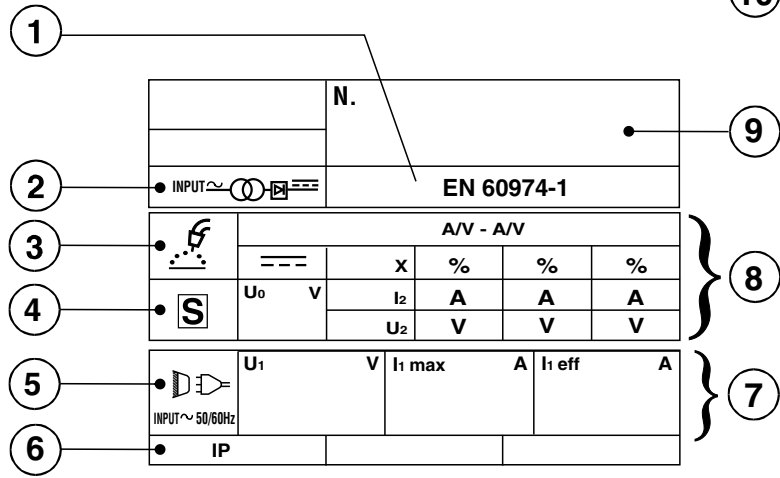 1
N.
9
2
INPUT
EN 60974-1
3
A/V - A/V
X % % %
8
4
S
U0 V
I2 A A A
U2 V V V
5
U1 V I1 max A I1 eff A
7
INPUT ~ 50/60Hz
6
IP